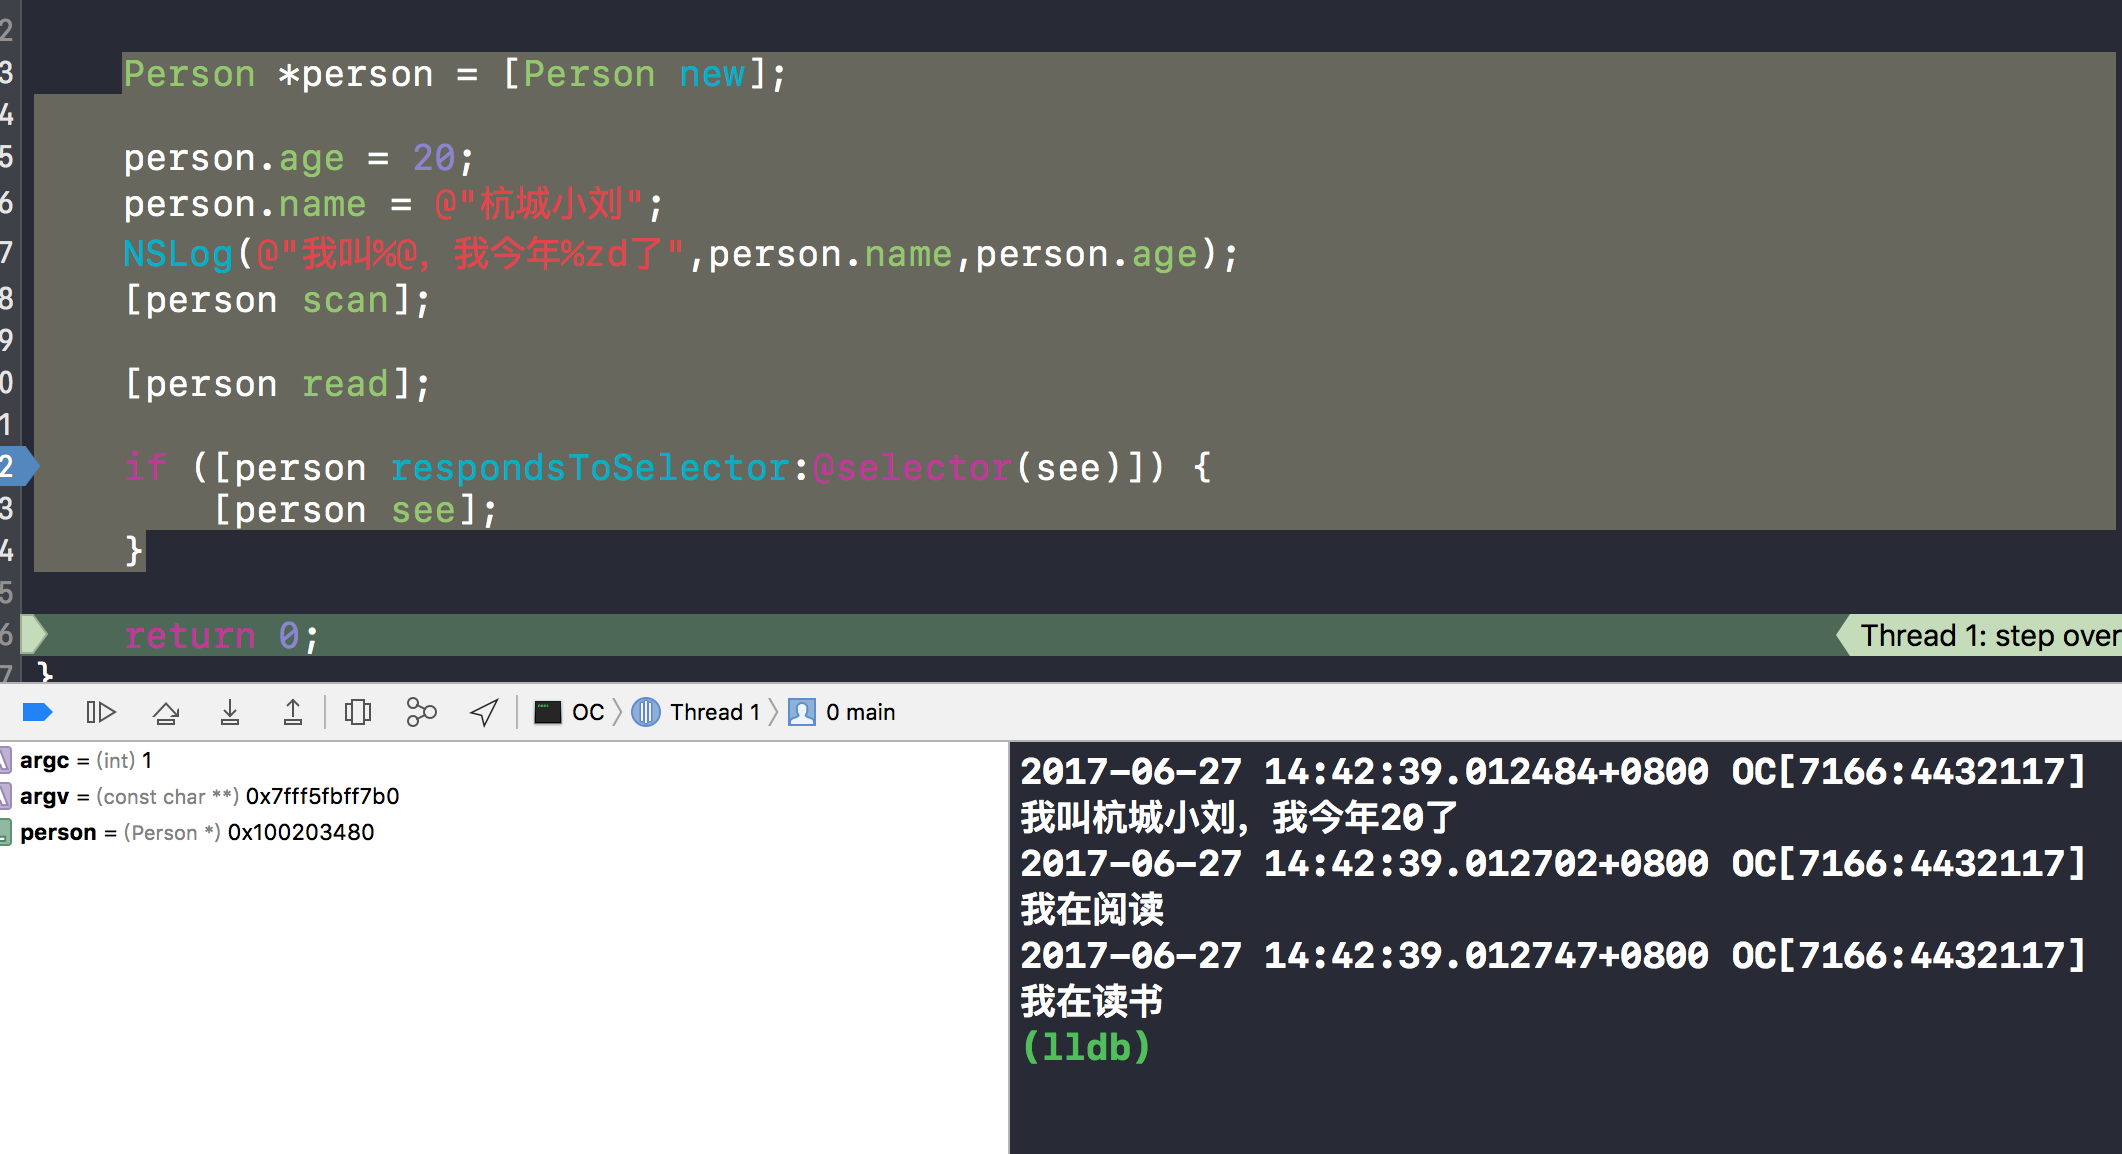 2
3 Person *person = [Person new];
4
5 person.age = 20;
6 person.name = @"杭城小刘";
7 NSLog(@"我叫%@, 我今年%zd了",person.name,person.age);
8 [person scan];
9
0 [person read];
1
2 if ([person respondsToSelector:@selector(see)]) {
3 [person see];
4 }
5
6 return 0; Thread 1: step over
7 }
OC Thread 1 0 main
A argc = (int) 1
A argv = (const char **) 0x7fff5fbff7b0
L person = (Person *) 0x100203480
2017-06-27 14:42:39.012484+0800 OC[7166:4432117]
我叫杭城小刘, 我今年20了
2017-06-27 14:42:39.012702+0800 OC[7166:4432117]
我在阅读
2017-06-27 14:42:39.012747+0800 OC[7166:4432117]
我在读书
(lldb)